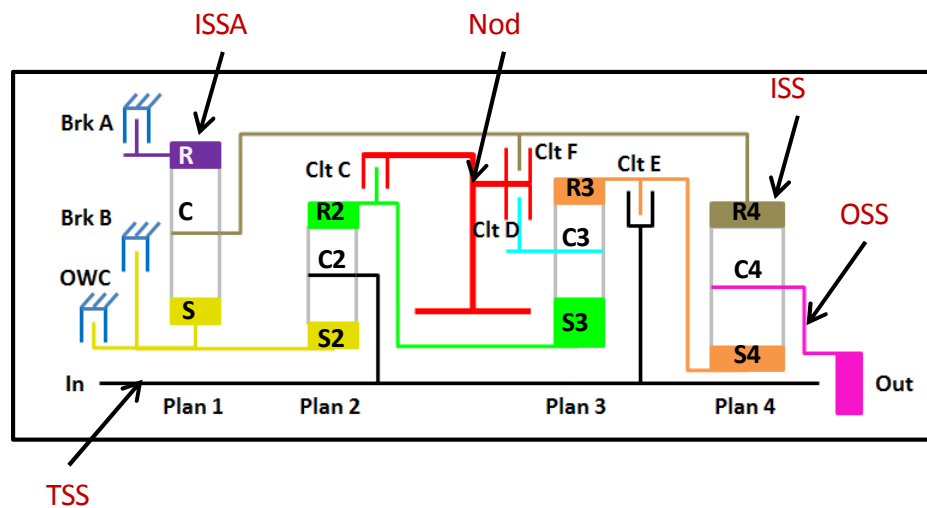 ISSA
Nod
ISS
Brk A
R
Clt F
Clt C
Clt E
R3
C
Brk B
R2
Clt D
R4
OSS
C3
C2
C4
OWC
S
S3
S2
S4
In
Out
Plan 1
Plan 2
Plan 3
Plan 4
TSS